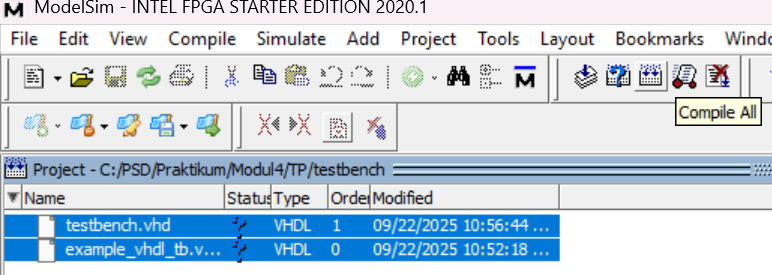 ModelSim - INTEL FPGA STARTER EDITION 2020.1
File Edit View Compile Simulate Add Project Tools Layout Bookmarks Windo
Compile All
Project - C:/PSD/Praktikum/Modul4/TP/testbench
Name Status Type Order Modified
testbench.vhd VHDL 1 09/22/2025 10:56:44 ...
example_vhdl_tb.v... VHDL 0 09/22/2025 10:52:18 ...